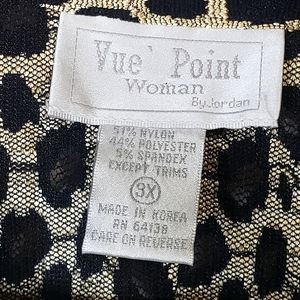 Vue` Point
Woman
By Jordan
51% NYLON
44% POLYESTER
5% SPANDEX
EXCEPT TRIMS
3X
MADE IN KOREA
RN 64138
CARE ON REVERSE